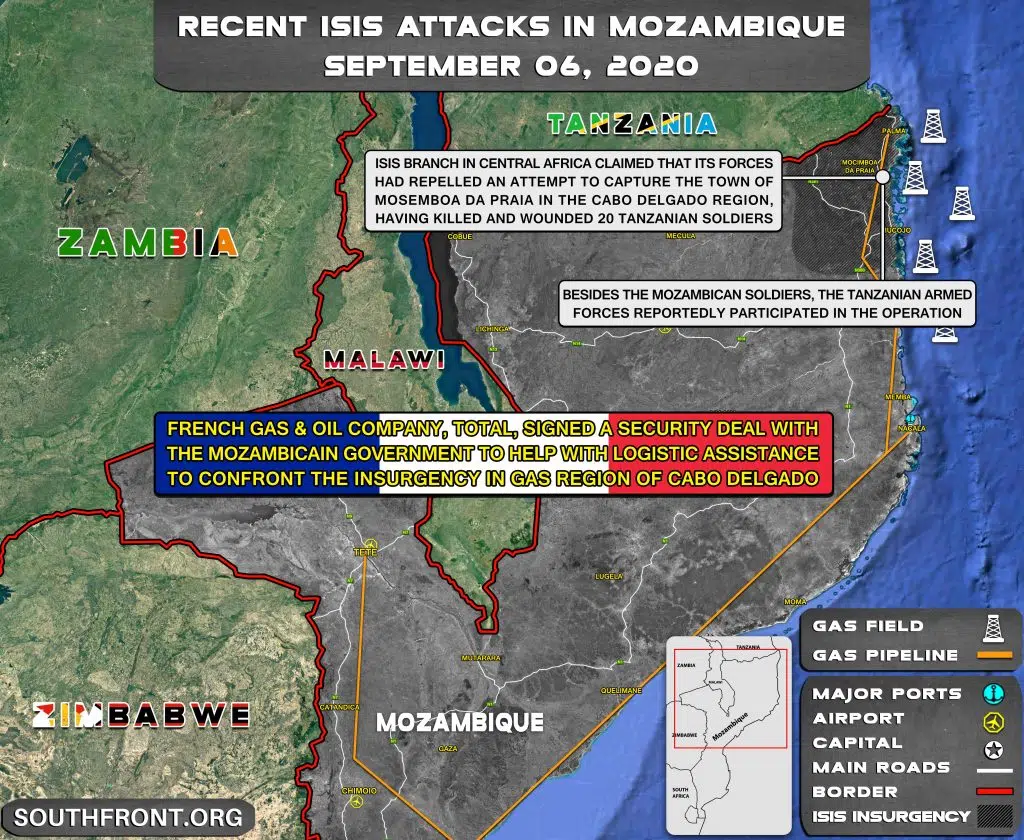 RECENT ISIS ATTACKS IN MOZAMBIQUE
SEPTEMBER 06, 2020
TANZANIA
PALMA
MOCIMBOA
DA PRAIA
ISIS BRANCH IN CENTRAL AFRICA CLAIMED THAT ITS FORCES
HAD REPELLED AN ATTEMPT TO CAPTURE THE TOWN OF
MOSEMBOA DA PRAIA IN THE CABO DELGADO REGION,
HAVING KILLED AND WOUNDED 20 TANZANIAN SOLDIERS
ZAMBIA
COBUE
MECULA
IUCOJO
BESIDES THE MOZAMBICAN SOLDIERS, THE TANZANIAN ARMED
FORCES REPORTEDLY PARTICIPATED IN THE OPERATION
LICHINGA
MALAWI
MEMBA
NACALA
FRENCH GAS & OIL COMPANY, TOTAL, SIGNED A SECURITY DEAL WITH
THE MOZAMBICAIN GOVERNMENT TO HELP WITH LOGISTIC ASSISTANCE
TO CONFRONT THE INSURGENCY IN GAS REGION OF CABO DELGADO
TETE
LUGELA
MOMA
MUTARARA
QUELIMANE
CATANDICA
ZIMBABWE
MOZAMBIQUE
GAZA
CHIMOIO
TANZANIA
ZAMBIA
MALAWI
Mozambique
ZIMBABWE
SOUTH
AFRICA
GAS FIELD
GAS PIPELINE
MAJOR PORTS
AIRPORT
CAPITAL
MAIN ROADS
BORDER
ISIS INSURGENCY
SOUTHFRONT.ORG